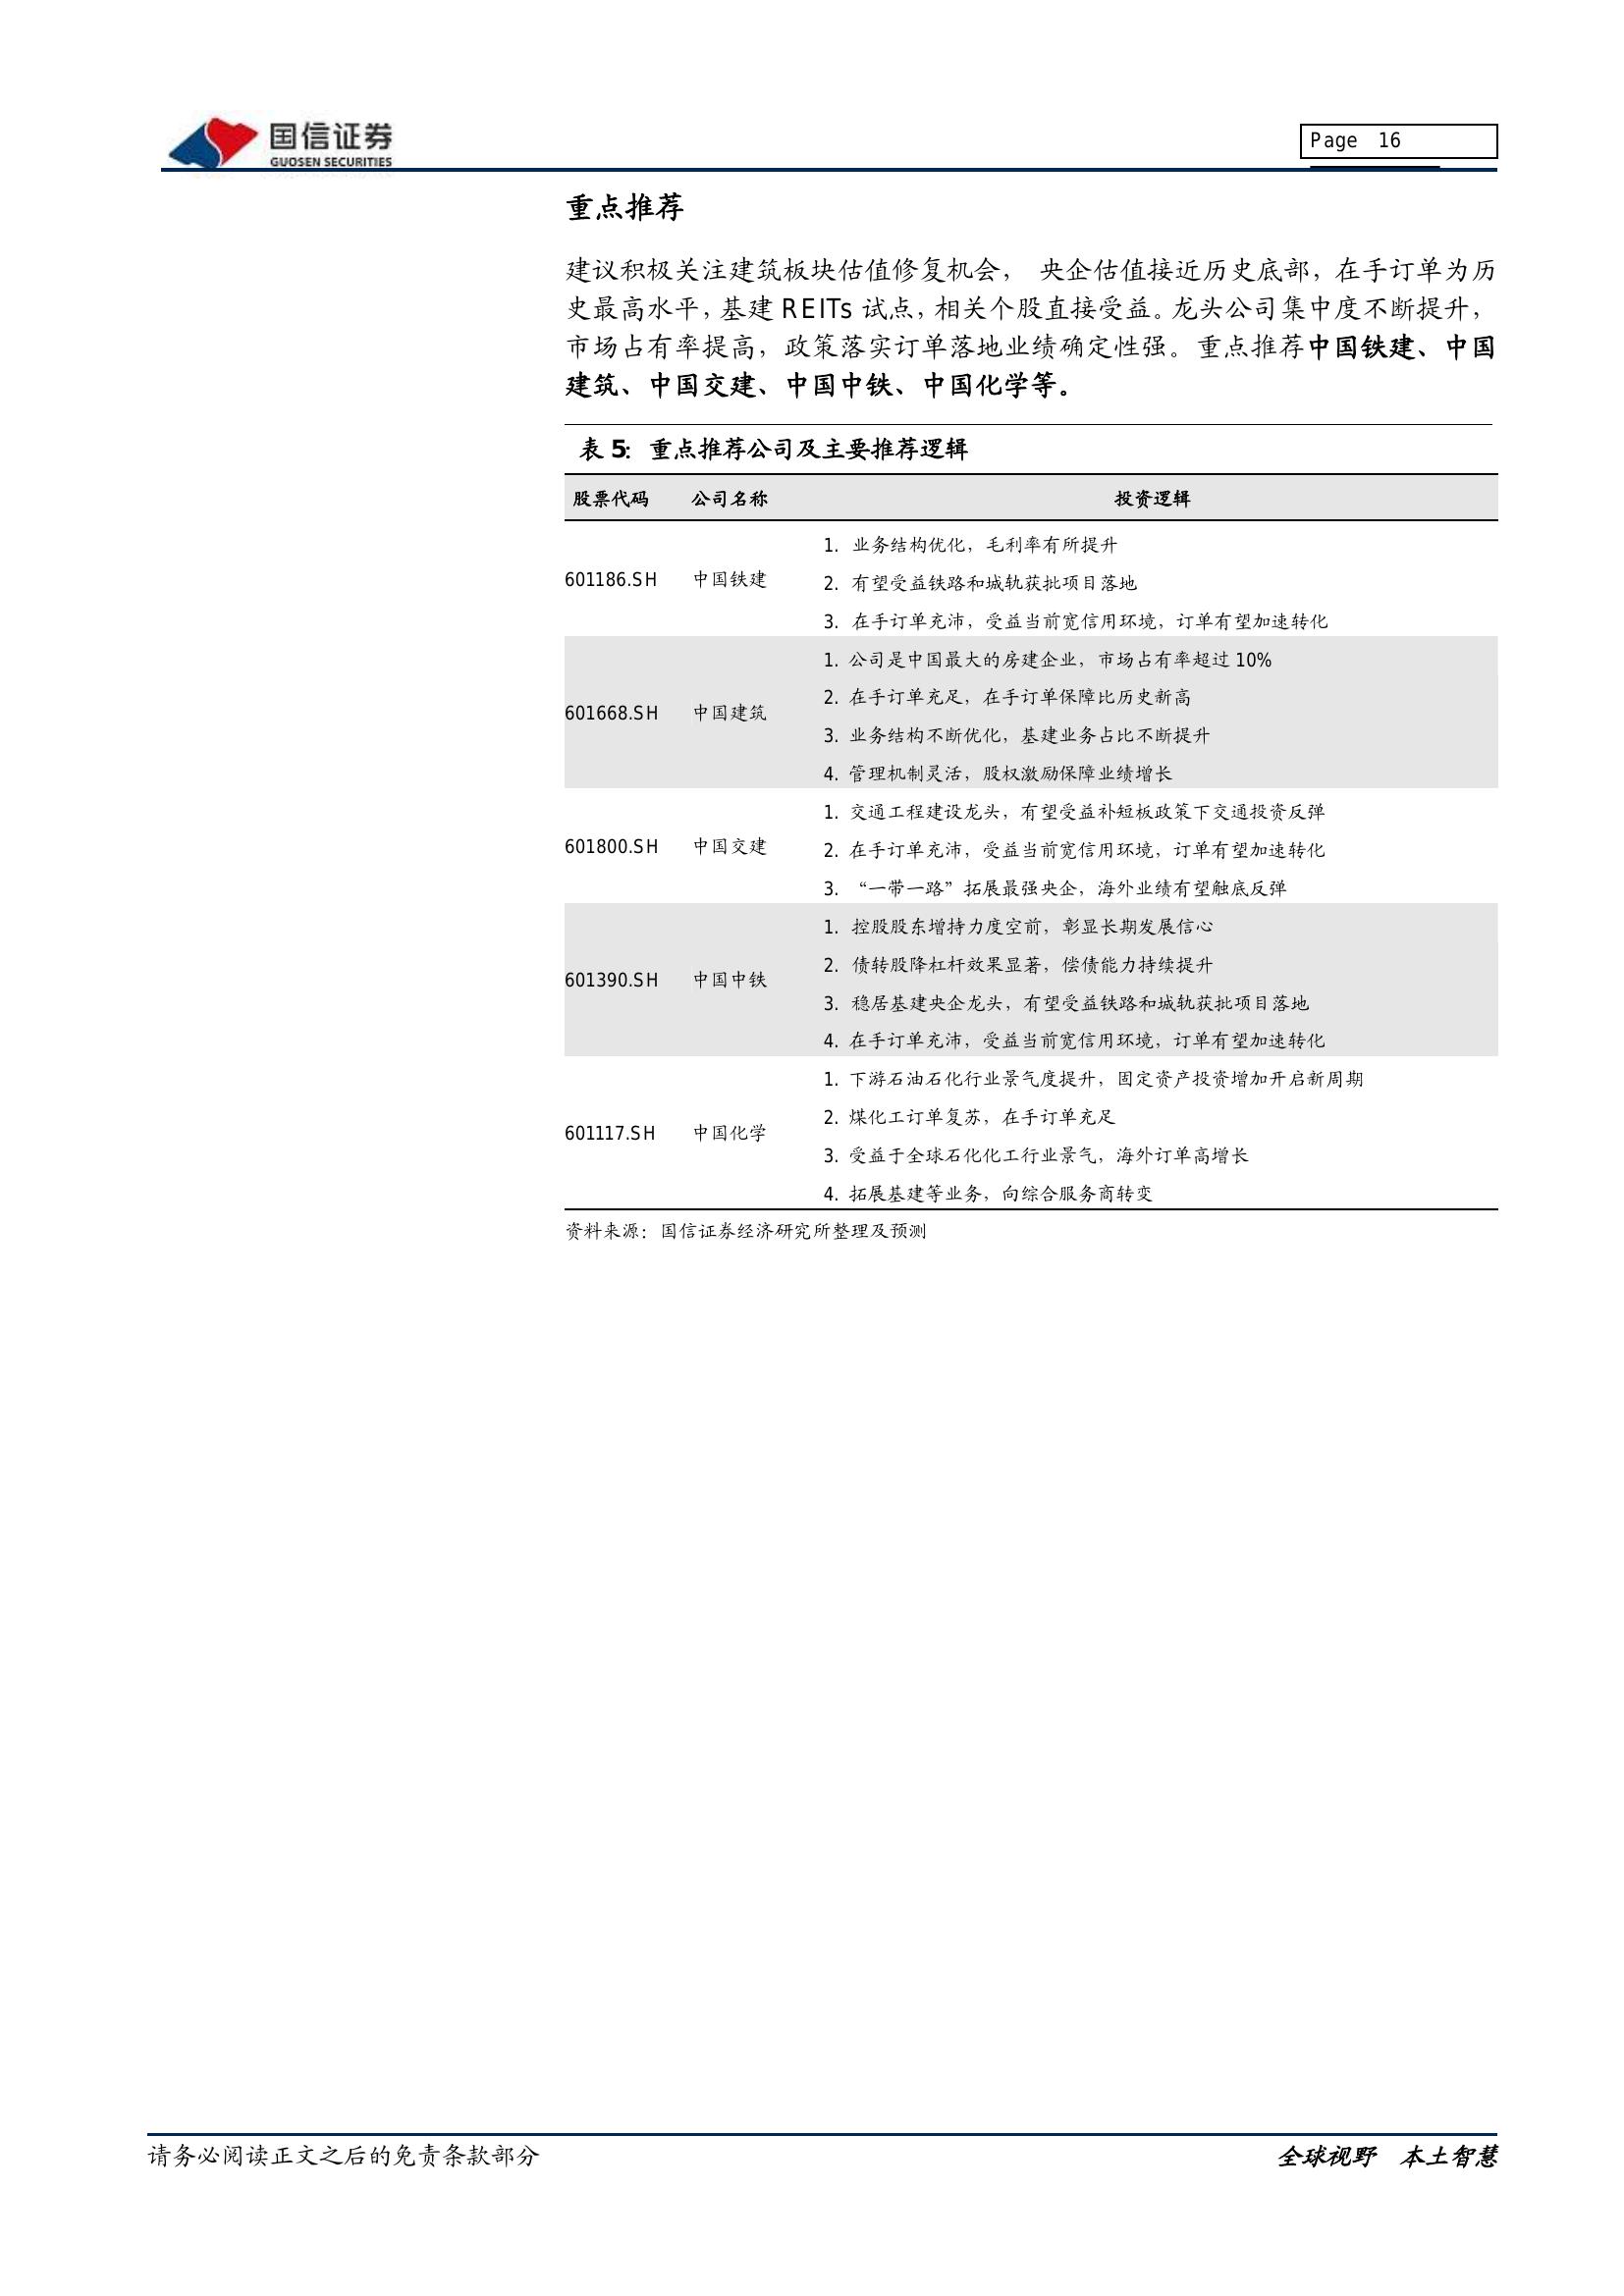 国信证券
GUOSEN SECURITIES
Page 16
重点推荐
建议积极关注建筑板块估值修复机会， 央企估值接近历史底部，在手订单为历
史最高水平，基建 REITs 试点，相关个股直接受益。龙头公司集中度不断提升，
市场占有率提高，政策落实订单落地业绩确定性强。重点推荐中国铁建、中国
建筑、中国交建、中国中铁、中国化学等。
表 5：重点推荐公司及主要推荐逻辑
股票代码 公司名称 投资逻辑
1. 业务结构优化，毛利率有所提升
601186.SH 中国铁建
2. 有望受益铁路和城轨获批项目落地
3. 在手订单充沛，受益当前宽信用环境，订单有望加速转化
1. 公司是中国最大的房建企业，市场占有率超过 10%
2. 在手订单充足，在手订单保障比历史新高
601668.SH 中国建筑
3. 业务结构不断优化，基建业务占比不断提升
4. 管理机制灵活，股权激励保障业绩增长
1. 交通工程建设龙头，有望受益补短板政策下交通投资反弹
601800.SH 中国交建
2. 在手订单充沛，受益当前宽信用环境，订单有望加速转化
3. “一带一路”拓展最强央企，海外业绩有望触底反弹
1. 控股股东增持力度空前，彰显长期发展信心
2. 债转股降杠杆效果显著，偿债能力持续提升
601390.SH 中国中铁
3. 稳居基建央企龙头，有望受益铁路和城轨获批项目落地
4. 在手订单充沛，受益当前宽信用环境，订单有望加速转化
1. 下游石油石化行业景气度提升，固定资产投资增加开启新周期
2. 煤化工订单复苏，在手订单充足
601117.SH 中国化学
3. 受益于全球石化化工行业景气，海外订单高增长
4. 拓展基建等业务，向综合服务商转变
资料来源：国信证券经济研究所整理及预测
请务必阅读正文之后的免责条款部分
全球视野 本土智慧